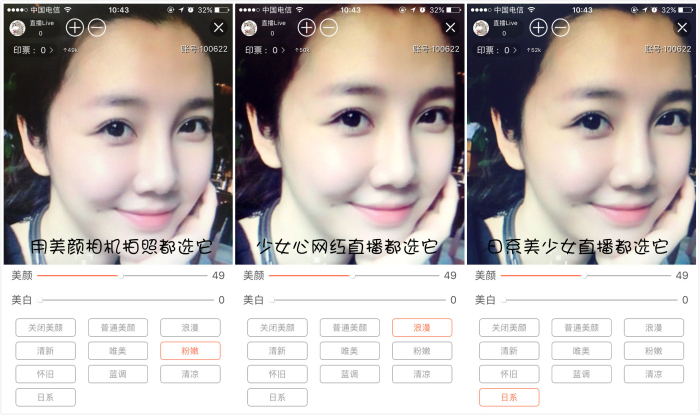 中国电信 10:43 32%
直播Live
0
印票: 0 >
↑49k
账号:100622
用美颜相机拍照都选它
美颜 49
美白 0
关闭美颜 普通美颜 浪漫
清新 唯美 粉嫩
怀旧 蓝调 清凉
日系
中国电信 10:43 32%
直播Live
0
印票: 0 >
↑50k
账号:100622
少女心网红直播都选它
美颜 49
美白 0
关闭美颜 普通美颜 浪漫
清新 唯美 粉嫩
怀旧 蓝调 清凉
日系
中国电信 10:43 32%
直播Live
0
印票: 0 >
↑52k
账号:100622
日系美少女直播都选它
美颜 49
美白 0
关闭美颜 普通美颜 浪漫
清新 唯美 粉嫩
怀旧 蓝调 清凉
日系